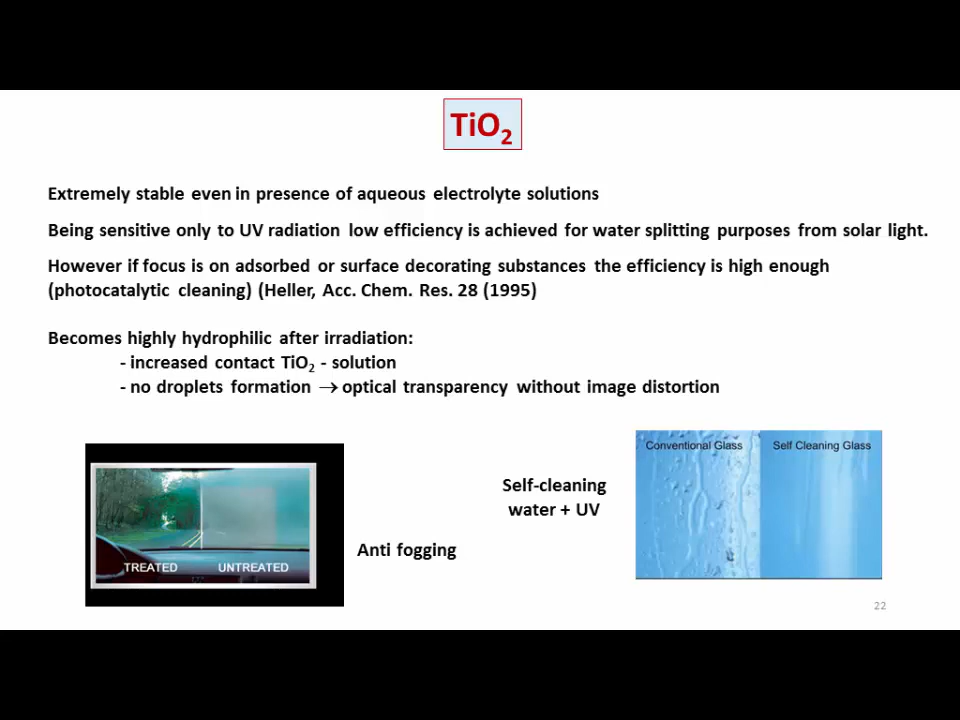 TiO₂
Extremely stable even in presence of aqueous electrolyte solutions
Being sensitive only to UV radiation low efficiency is achieved for water splitting purposes from solar light.
However if focus is on adsorbed or surface decorating substances the efficiency is high enough
(photocatalytic cleaning) (Heller, Acc. Chem. Res. 28 (1995)
Becomes highly hydrophilic after irradiation:
- increased contact TiO₂ - solution
- no droplets formation → optical transparency without image distortion
TREATED UNTREATED
Anti fogging
Self-cleaning
water + UV
Conventional Glass Self Cleaning Glass
22